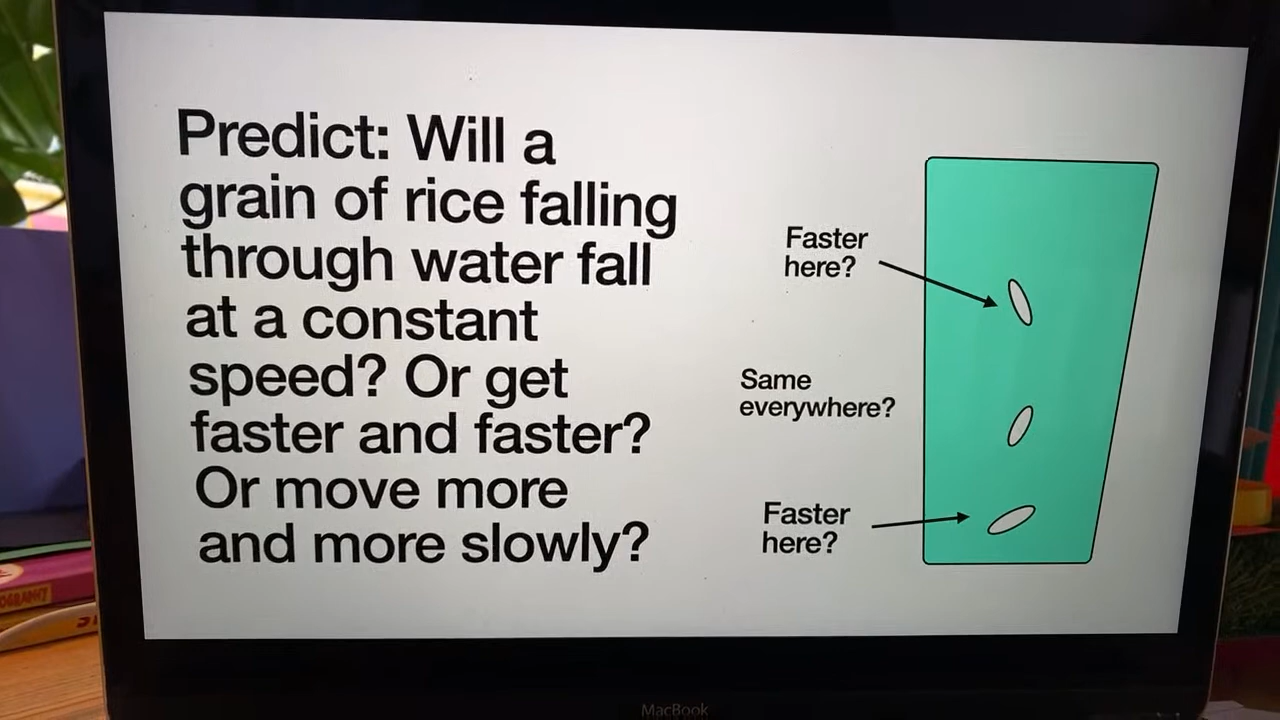 Predict: Will a
grain of rice falling
through water fall
at a constant
speed? Or get
faster and faster?
Or move more
and more slowly?
Faster
here?
Same
everywhere?
Faster
here?
MacBook